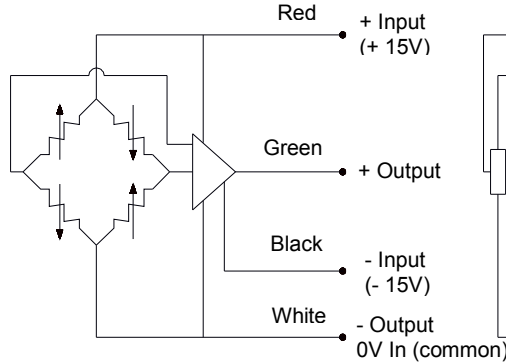 Red
+ Input
(+ 15V)
Green
+ Output
Black
- Input
(- 15V)
White
- Output
0V In (common)